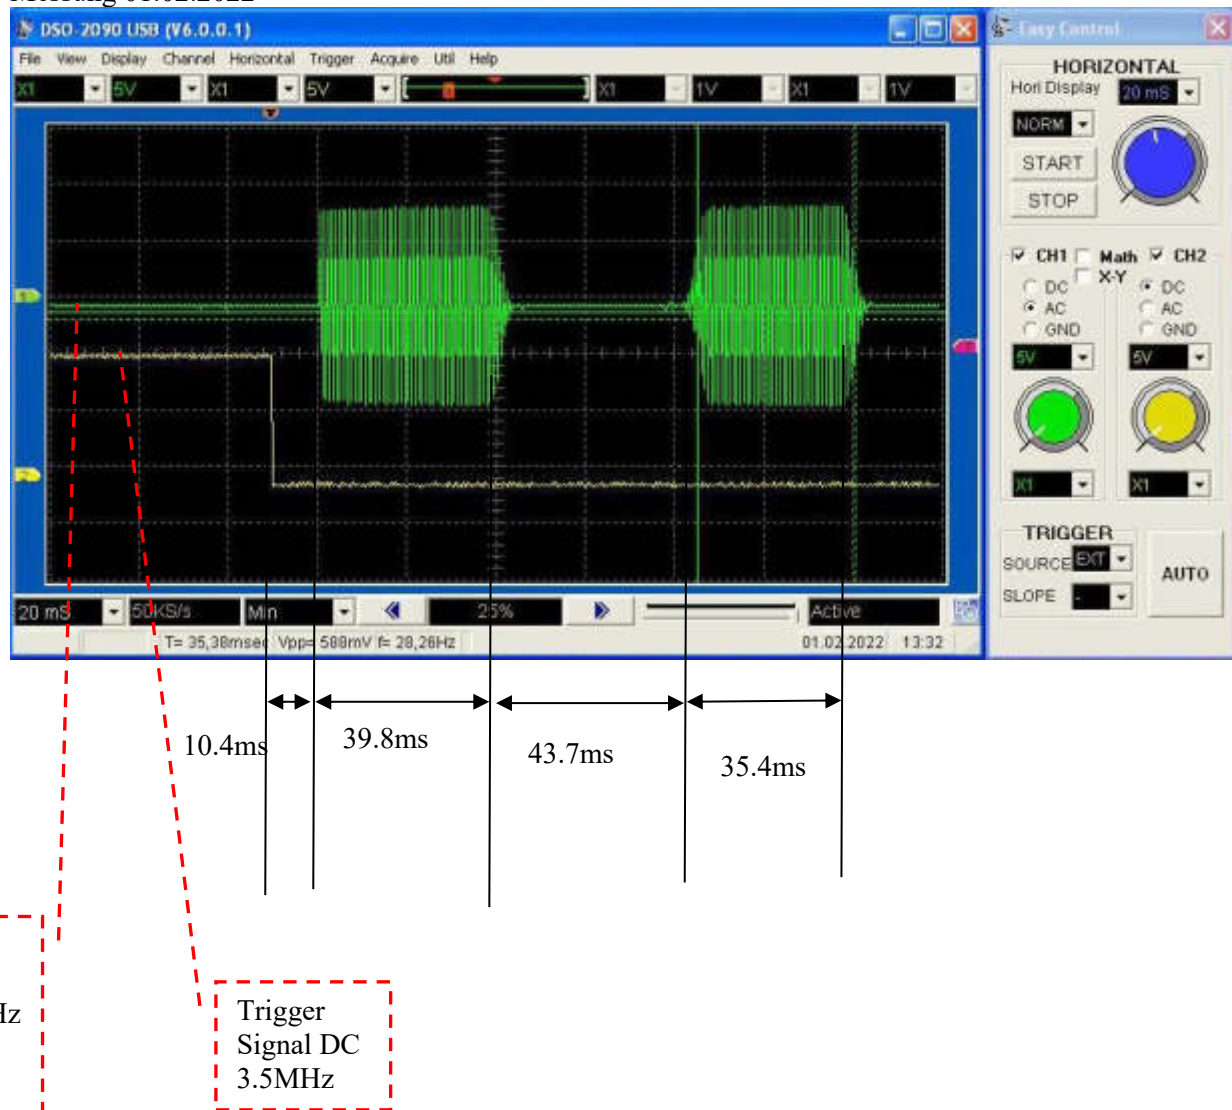 Messung 01.02.2022
DSO-2090 USB (V6.0.0.1)
Easy Control
File View Display Channel Horizontal Trigger Acquire Util Help
X1 5V X1 5V X1 1V X1 1V
HORIZONTAL
Hori Display 20 mS
NORM
START
STOP
CH1 Math CH2
X-Y
DC DC
AC AC
GND GND
5V 5V
X1 X1
TRIGGER
SOURCE EXT
SLOPE -
AUTO
20 mS 50KS/s Min 25% Active
T= 35,38msec Vpp= 588mV f= 28,26Hz 01.02.2022 13:32
10.4ms
39.8ms
43.7ms
35.4ms
Hz
Trigger
Signal DC
3.5MHz